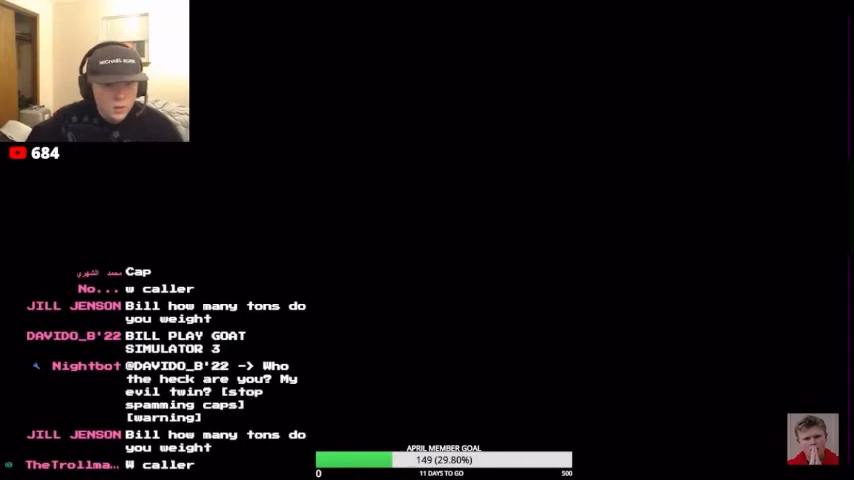 MICHAEL KORS
684
محمد الشهري Cap
No... w caller
JILL JENSON Bill how many tons do
you weight
DAVIDO_B'22 BILL PLAY GOAT
SIMULATOR 3
Nightbot @DAVIDO_B'22 -> Who
the heck are you? My
evil twin? [stop
spamming caps]
[warning]
JILL JENSON Bill how many tons do
you weight
TheTrollma... W caller
APRIL MEMBER GOAL
149 (29.80%)
0 11 DAYS TO GO 500